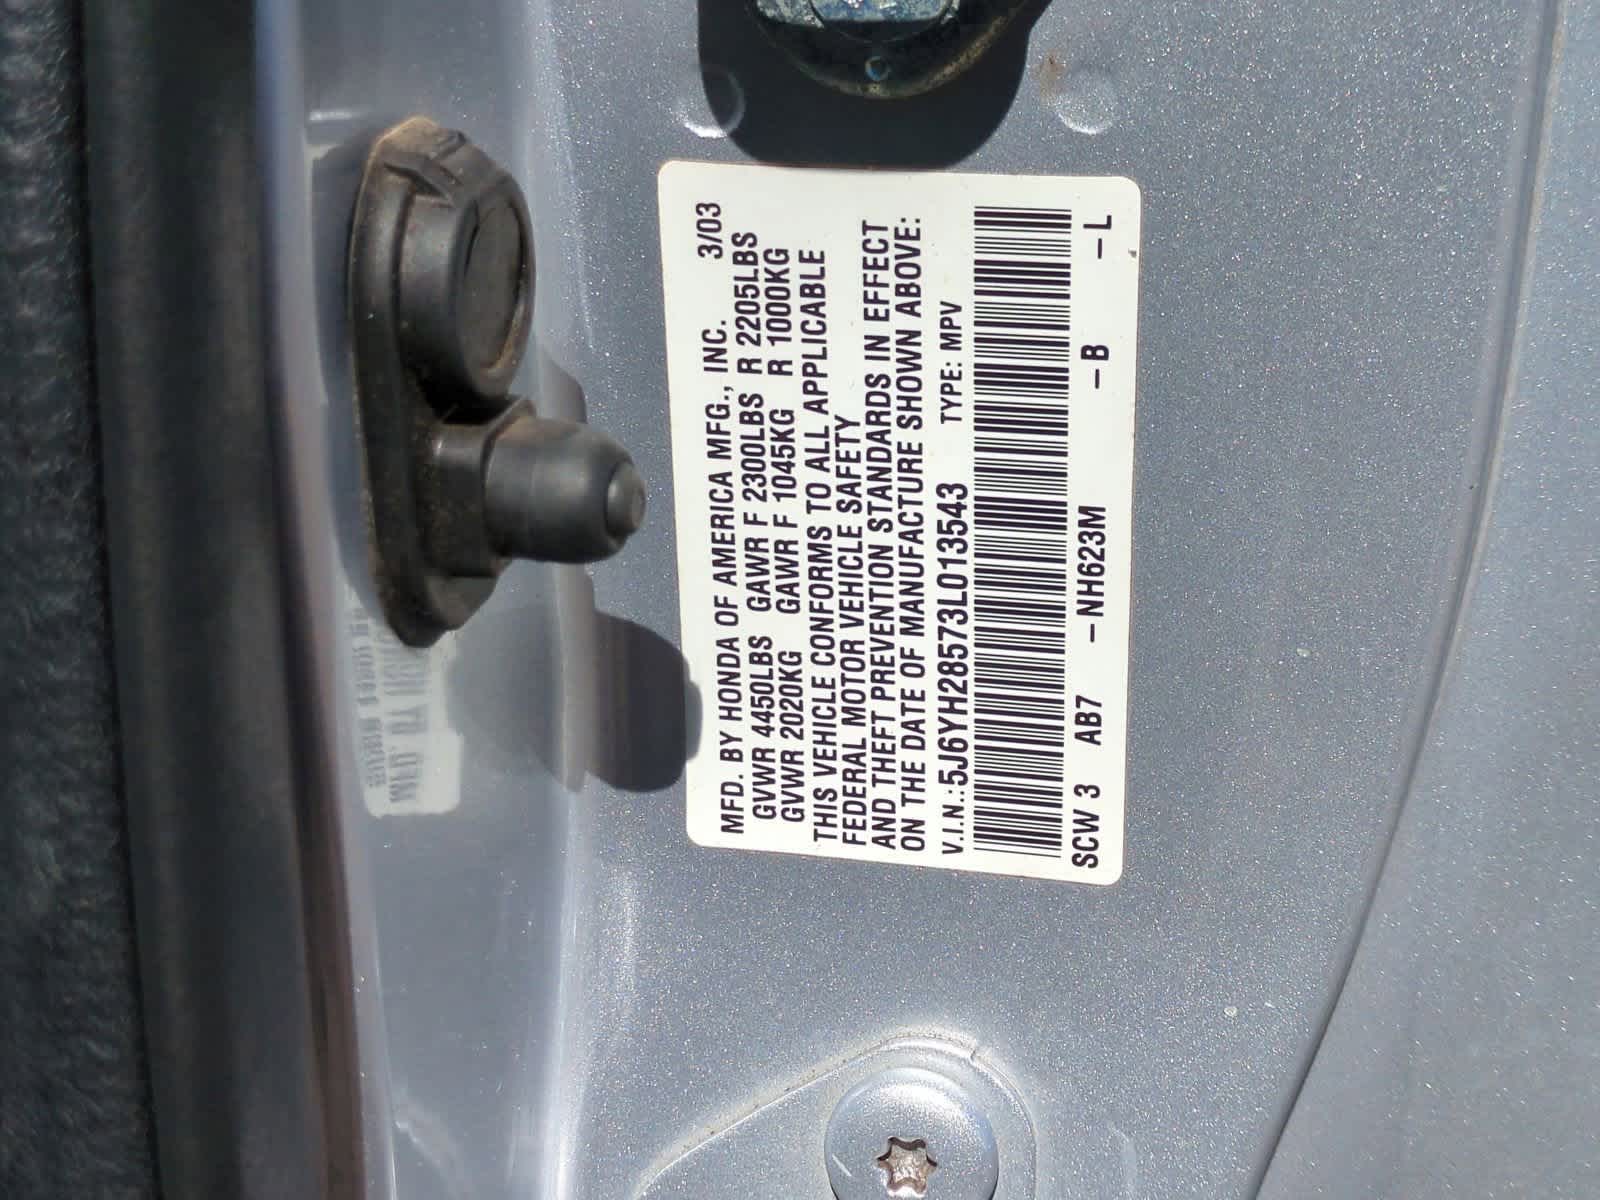 MFD. BY HONDA OF AMERICA MFG., INC. 3/03
GVWR 4450LBS GAWR F 2300LBS R 2205LBS
GVWR 2020KG GAWR F 1045KG R 1000KG
THIS VEHICLE CONFORMS TO ALL APPLICABLE
FEDERAL MOTOR VEHICLE SAFETY
AND THEFT PREVENTION STANDARDS IN EFFECT
ON THE DATE OF MANUFACTURE SHOWN ABOVE:
V.I.N.:5J6YH28573L013543 TYPE: MPV
SCW 3 AB7 –NH623M –B –L